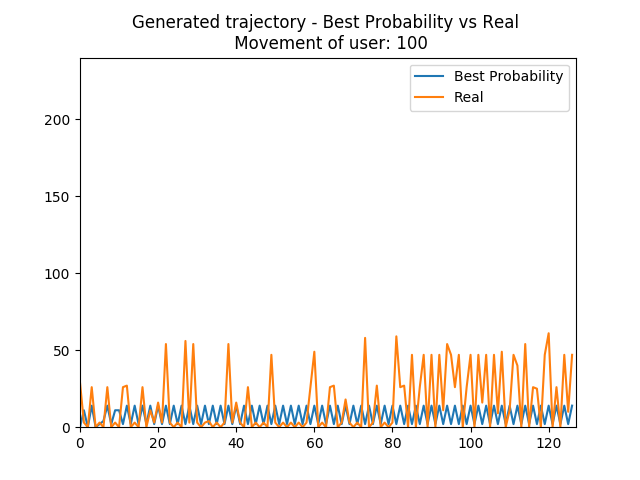 Generated trajectory - Best Probability vs Real
Movement of user: 100
Best Probability
Real
200
150
100
50
0
0 20 40 60 80 100 120